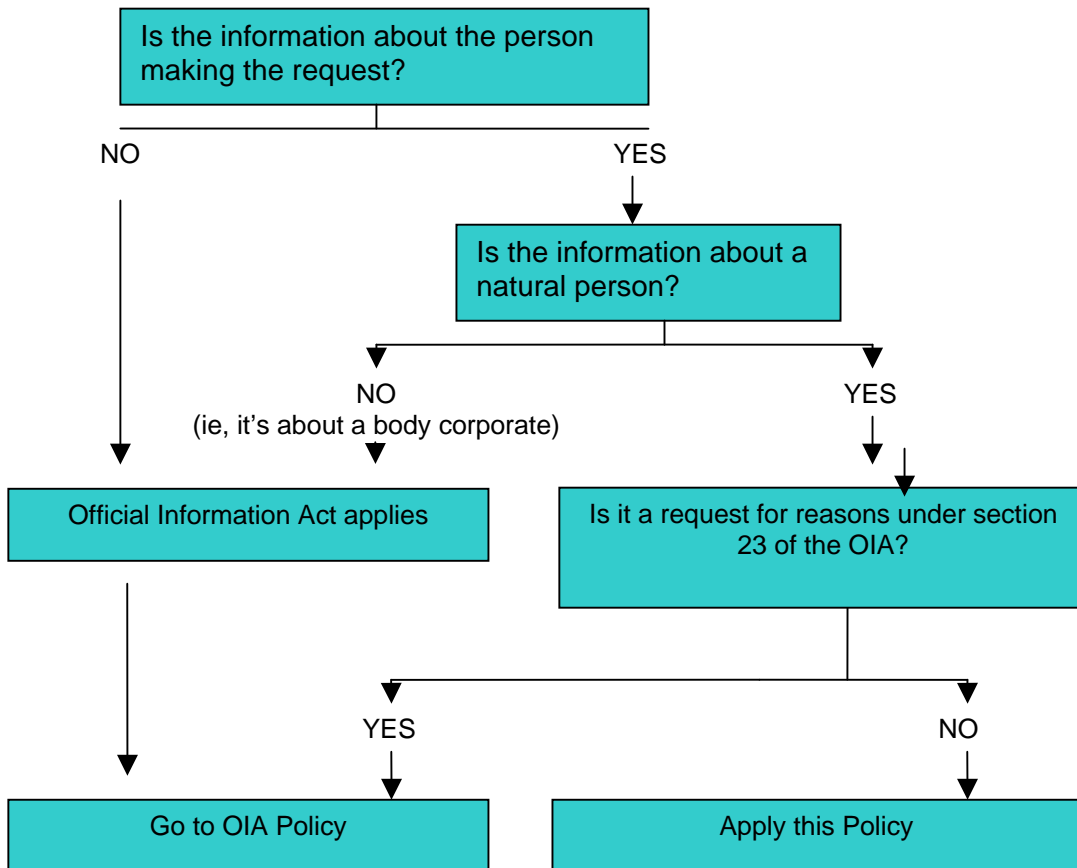 Is the information about the person
making the request?
NO
YES
Is the information about a
natural person?
NO
(ie, it's about a body corporate)
YES
Official Information Act applies
Is it a request for reasons under section
23 of the OIA?
YES
NO
Go to OIA Policy
Apply this Policy